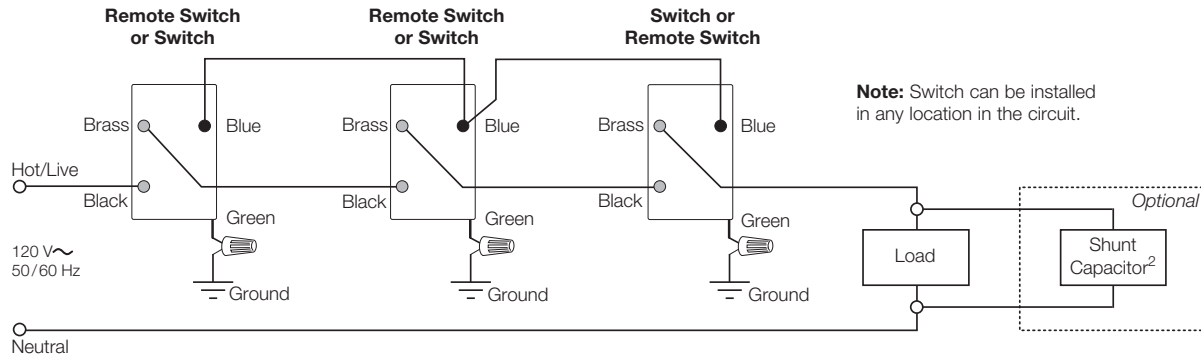 Remote Switch
or Switch
Remote Switch
or Switch
Switch or
Remote Switch
Note: Switch can be installed
in any location in the circuit.
Brass
Blue
Brass
Blue
Brass
Blue
Hot/Live
Black
Black
Black
Green
Green
Green
Optional
120 V~
50/60 Hz
Load
Shunt
Capacitor²
Ground
Ground
Ground
Neutral